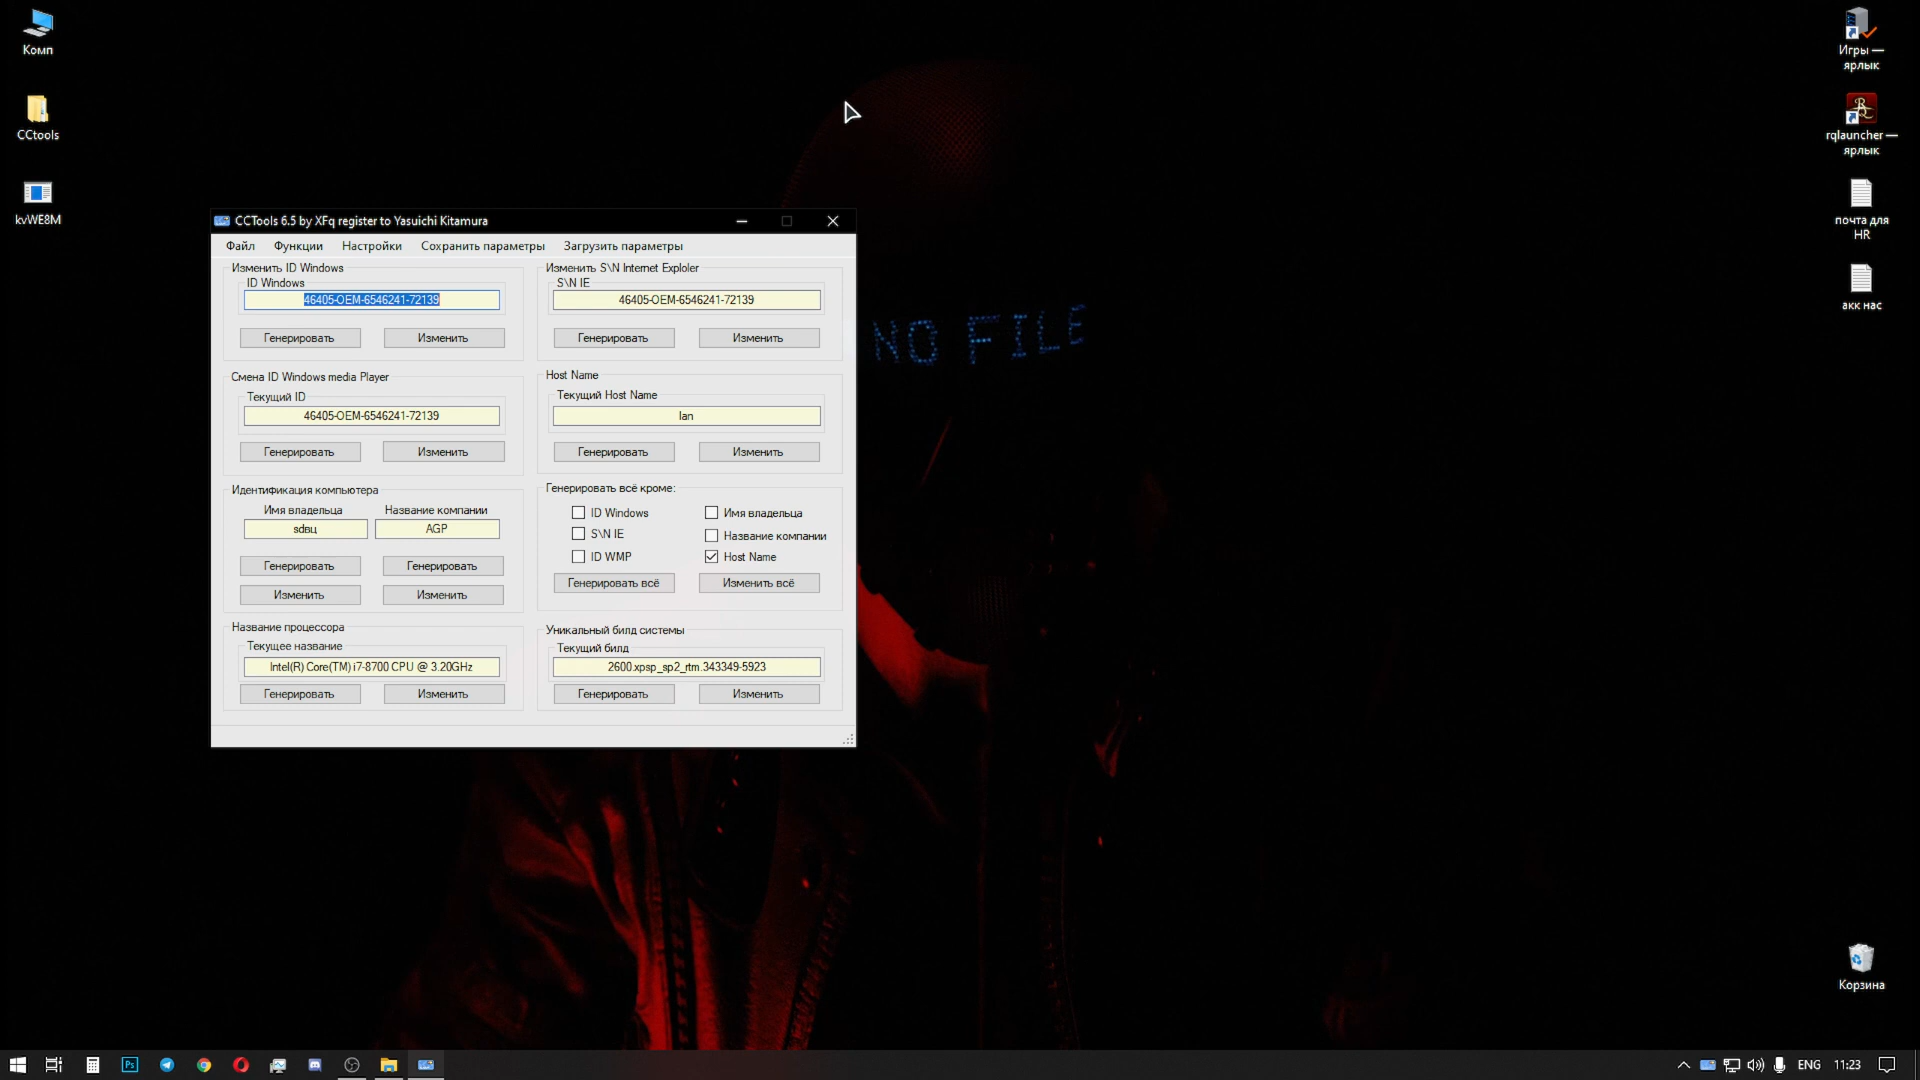 Комп
CCtools
kvWE8M
Игры —
ярлык
rqlauncher —
ярлык
почта для
HR
акк нас
Корзина
NO FILE
CCTools 6.5 by XFq register to Yasuichi Kitamura
Файл Функции Настройки Сохранить параметры Загрузить параметры
Изменить ID Windows
ID Windows
46405-OEM-6546241-72139
Генерировать Изменить
Изменить S\N Internet Exploler
S\N IE
46405-OEM-6546241-72139
Генерировать Изменить
Смена ID Windows media Player
Текущий ID
46405-OEM-6546241-72139
Генерировать Изменить
Host Name
Текущий Host Name
lan
Генерировать Изменить
Идентификация компьютера
Имя владельца Название компании
sdвц AGP
Генерировать Генерировать
Изменить Изменить
Генерировать всё кроме:
ID Windows Имя владельца
S\N IE Название компании
ID WMP Host Name
Генерировать всё Изменить всё
Название процессора
Текущее название
Intel(R) Core(TM) i7-8700 CPU @ 3.20GHz
Генерировать Изменить
Уникальный билд системы
Текущий билд
2600.xpsp_sp2_rtm.343349-5923
Генерировать Изменить
Ps
ENG 11:23